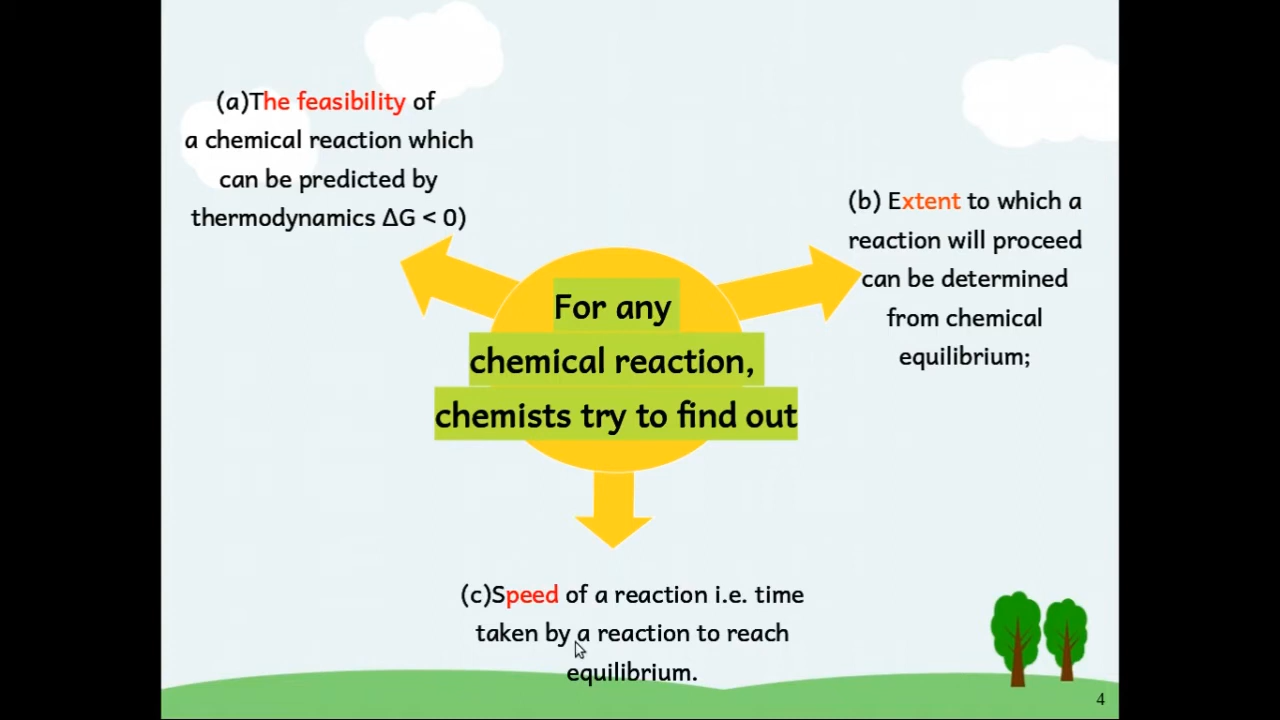 (a)The feasibility of
a chemical reaction which
can be predicted by
thermodynamics ΔG < 0)
(b) Extent to which a
reaction will proceed
can be determined
from chemical
equilibrium;
For any
chemical reaction,
chemists try to find out
(c)Speed of a reaction i.e. time
taken by a reaction to reach
equilibrium.
4